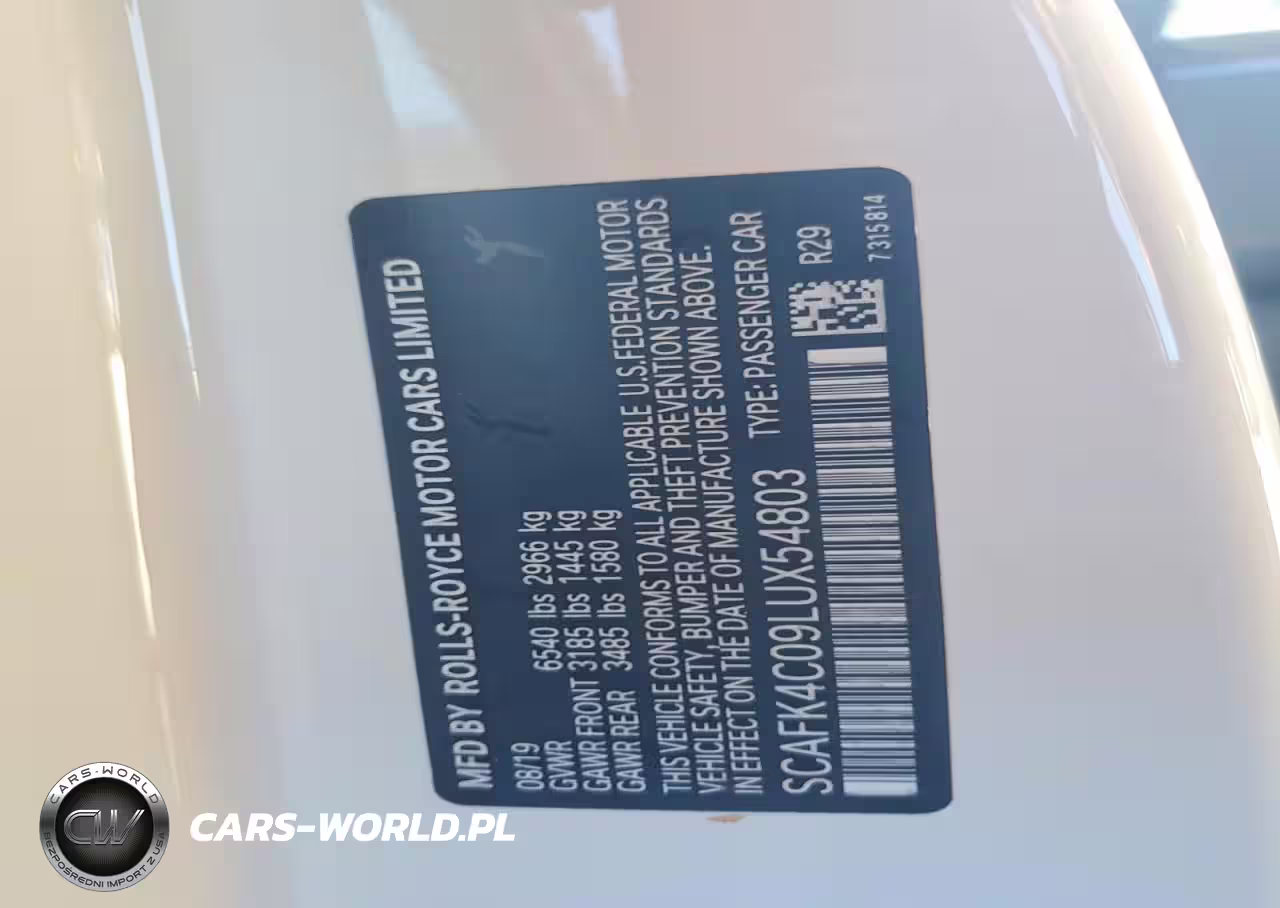 MFD BY ROLLS-ROYCE MOTOR CARS LIMITED
08/19
GVWR 6540 lbs 2966 kg
GAWR FRONT 3185 lbs 1445 kg
GAWR REAR 3485 lbs 1580 kg
THIS VEHICLE CONFORMS TO ALL APPLICABLE U.S.FEDERAL MOTOR
VEHICLE SAFETY, BUMPER AND THEFT PREVENTION STANDARDS
IN EFFECT ON THE DATE OF MANUFACTURE SHOWN ABOVE.
SCAFK4C09LUX54803 TYPE: PASSENGER CAR
R29
7315814
CARS-WORLD
CW
BEZPOŚREDNI IMPORT Z USA
CARS-WORLD.PL